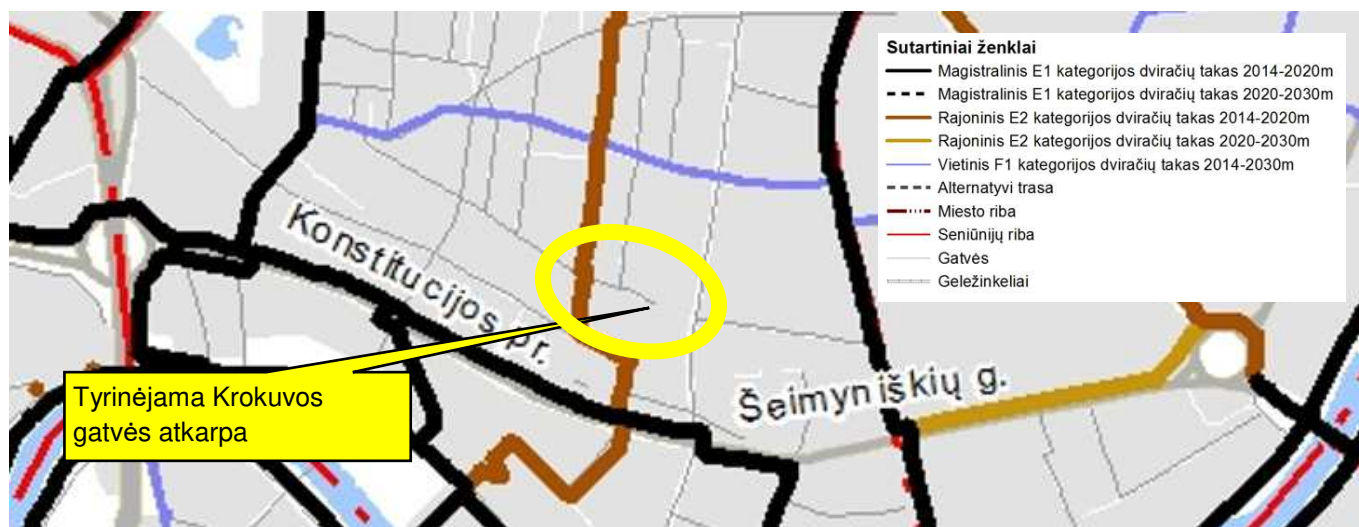 Sutartiniai ženklai
Magistralinis E1 kategorijos dviračių takas 2014-2020m
Magistralinis E1 kategorijos dviračių takas 2020-2030m
Rajoninis E2 kategorijos dviračių takas 2014-2020m
Rajoninis E2 kategorijos dviračių takas 2020-2030m
Vietinis F1 kategorijos dviračių takas 2014-2030m
Alternatyvi trasa
Miesto riba
Seniūnijų riba
Gatvės
Geležinkeliai
Konstitucijos pr.
Šeimyniškių g.
Tyrinėjama Krokuvos
gatvės atkarpa